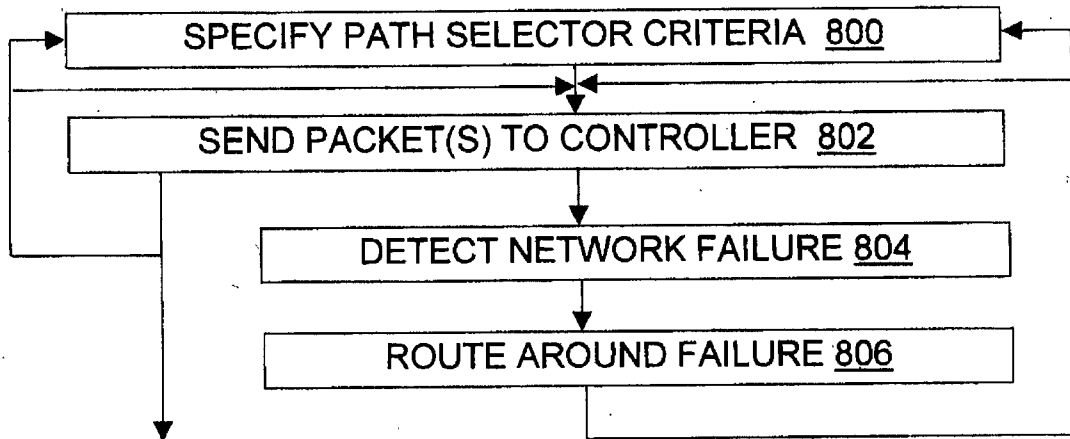 SPECIFY PATH SELECTOR CRITERIA 800
SEND PACKET(S) TO CONTROLLER 802
DETECT NETWORK FAILURE 804
ROUTE AROUND FAILURE 806